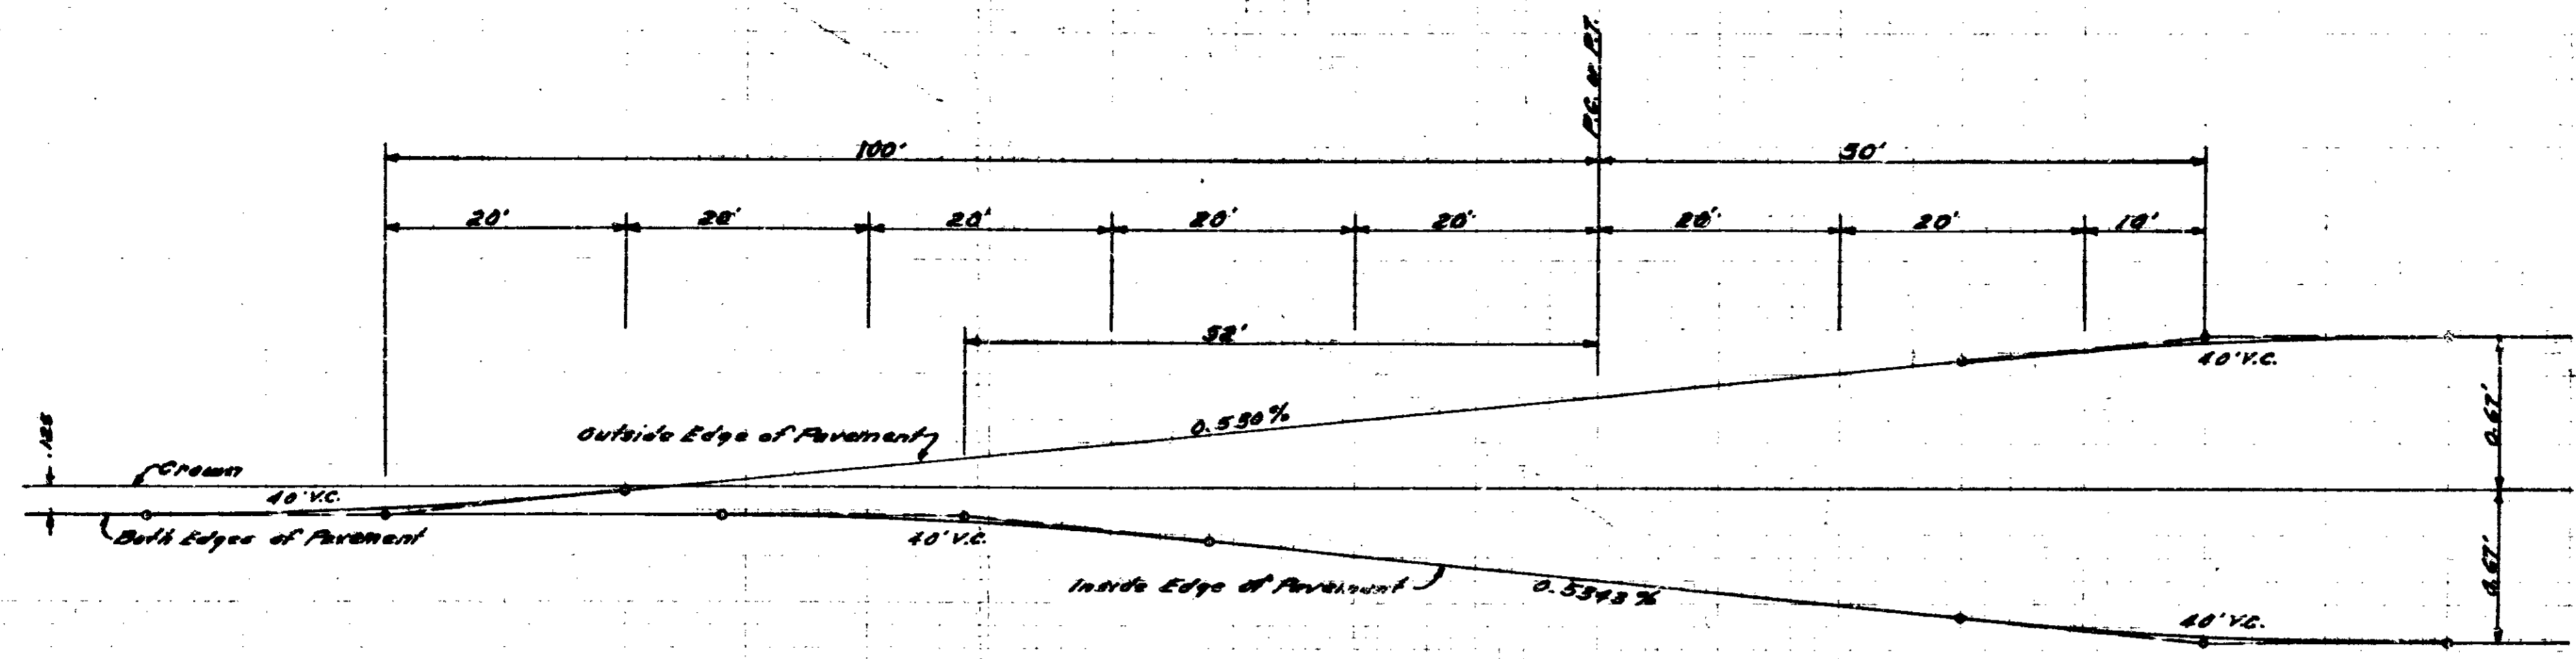 P.C. or P.T.
100'
50'
20'
20'
20'
20'
20'
20'
20'
10'
52'
40' V.C.
0.530%
Outside Edge of Pavement
.125
Crown
40' V.C.
0.67'
Both Edges of Pavement
40' V.C.
Inside Edge of Pavement
0.5343%
0.67'
40' V.C.